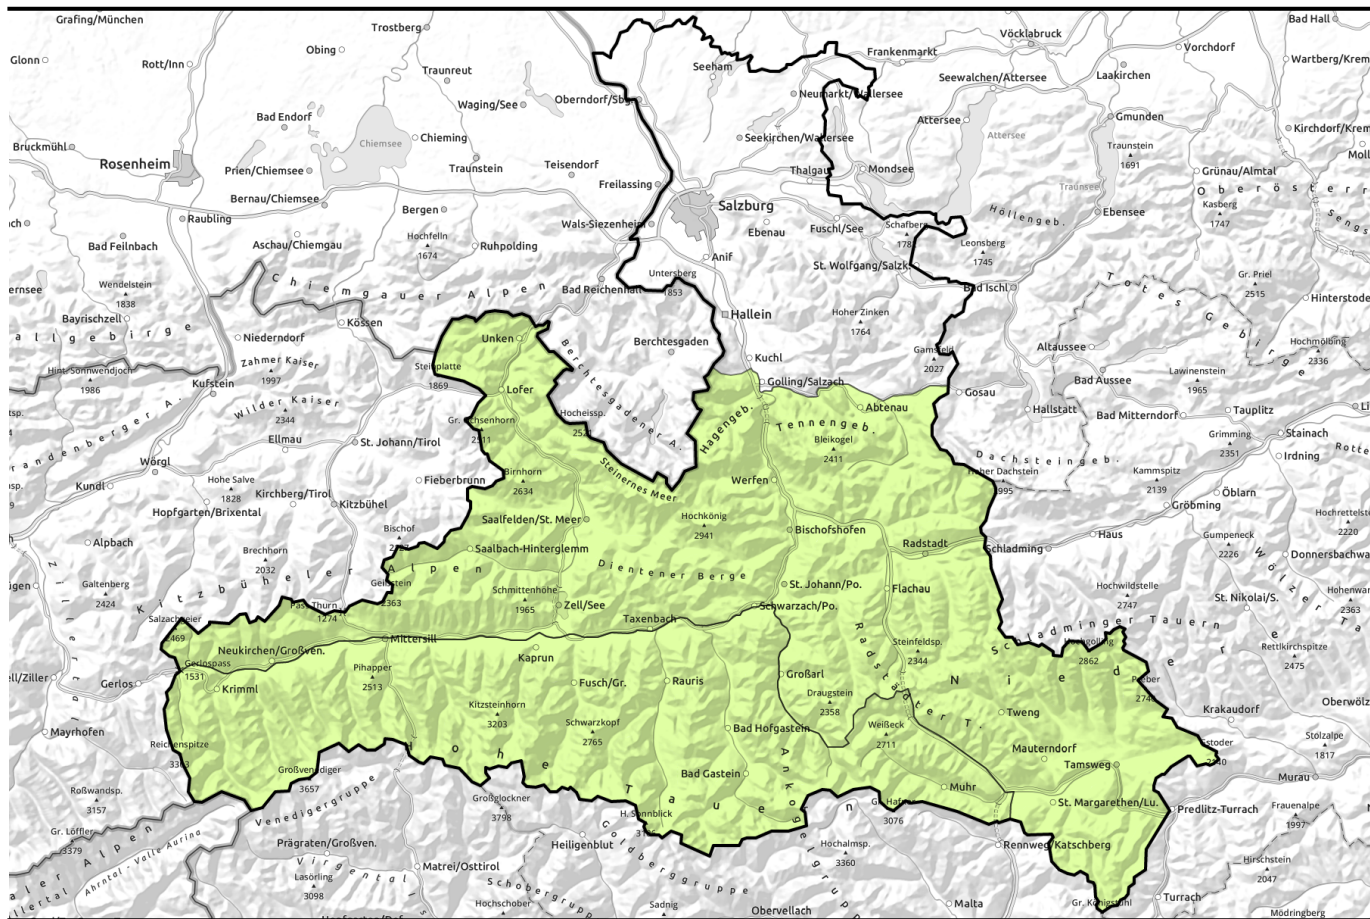 Grafing/München
Trostberg
Bad Hall
Obing
Vöcklabruck
Vorchdorf
Glonn
Rott/Inn
Traunreut
Seeham
Frankenmarkt
Laakirchen
Seewalchen/Attersee
Wartberg/Krem
Waging/See
Oberndorf/Sbg.
Neumarkt/Wallersee
Bad Endorf
Chieming
Chiemsee
Attersee
Attersee
Gmunden
Kirchdorf/Krem
Seekirchen/Wallersee
Bruckmühl
Rosenheim
Traunstein
Teisendorf
Traunstein
1691
Moll
Prien/Chiemsee
Thalgau
Mondsee
Grünau/Almtal
Freilassing
Traunsee
Oberösterr
Bernau/Chiemsee
Salzburg
Kasberg
1747
Raubling
Bergen
Wals-Siezenheim
Ebenau
Fuschl/See
Schafberg
178
Höllengeb.
Ebensee
Sengs
Bad Feilnbach
Aschau/Chiemgau
Hochfelln
1674
Ruhpolding
Leonsberg
1745
Anif
St. Wolfgang/Salzk.
Wendelstein
1838
Chiemgauer Alpen
Bad Reichenhall
Untersberg
1853
Bad Ischl
Gr. Priel
2515
Totes Gebirge
Hinterstoder
Bayrischzell
Kössen
Hallein
Hoher Zinken
1764
Niederndorf
Unken
Berchtesgaden
Altaussee
Hochmölbing
2336
Zahmer Kaiser
1997
Steinplatte
1869
Kuchl
Gamsfeld
2027
Hint. Sonnwendjoch
1986
Kufstein
Berchtesgadener A.
Golling/Salzach
Bad Aussee
Lawinenstein
1965
Lofer
Gosau
Wilder Kaiser
2344
Hocheissp.
Abtenau
Hallstatt
Bad Mitterndorf
Tauplitz
Hagengeb.
Tennengeb.
Ellmau
St. Johann/Tirol
2511
Bleikogel
2411
Grimming
2351
Stainach
Irdning
Wörgl
Steinernes Meer
Dachsteingeb.
Birnhorn
2634
Hoher Dachstein
Kammspitz
2139
Kundl
Hohe Salve
1828
Fieberbrunn
Werfen
Öblarn
Kirchberg/Tirol
Kitzbühel
Gröbming
Hopfgarten/Brixental
Saalfelden/St. Meer
Hochkönig
2941
Bischofshofen
Hochrettelste
2220
Alpbach
Bischof
Haus
Gumpeneck
2226
Brechhorn
2032
Saalbach-Hinterglemm
Radstadt
Schladming
Donnersbachwa
Galtenberg
2424
Kitzbüheler Alpen
Geißstein
2363
Dientener Berge
St. Johann/Po.
Flachau
Hochwildstelle
2747
Wölzer Ta
Schmittenhöhe
1965
St. Nikolai/S.
Hohenwar
2363
Pass Thurn
1274
Zell/See
Schwarzach/Po.
Salzachgeier
2469
Taxenbach
Schladminger Tauern
Mittersill
Steinfeldsp.
2344
Hochgolling
2862
Rettlkirchspitze
2475
Neukirchen/Großven.
Kaprun
Gerlospass
1531
Pihapper
2513
Großarl
Radstädter T.
Gerlos
Krimml
Fusch/Gr.
Rauris
Nieder
Kitzsteinhorn
3203
Draugstein
2358
Tweng
Krakaudorf
Oberwölz
Mayrhofen
Zillertal
Schwarzkopf
2765
Bad Hofgastein
Weißeck
2711
Reichenspitze
Mauterndorf
Stolzalpe
1817
Großvenediger
3657
Hohe Tauern
Bad Gastein
Tamsweg
Murau
Roßwandsp.
3157
Muhr
St. Margarethen/Lu.
Predlitz-Turrach
Großglockner
3798
H. Sonnblick
Ankogelgruppe
3076
Frauenalpe
1997
Gr. Löffler
3379
Venedigergruppe
Prägraten/Großven.
Heiligenblut
Goldberggruppe
Hochalmsp.
3360
Rennweg/Katschberg
Ahrntal - Valle Aurina
Matrei/Osttirol
Hirschstein
2047
Lasörling
3098
Schobergruppe
Hochschober
Sadnig
Obervellach
Malta
Gr. Königstuhl
Turrach
Mödringberg